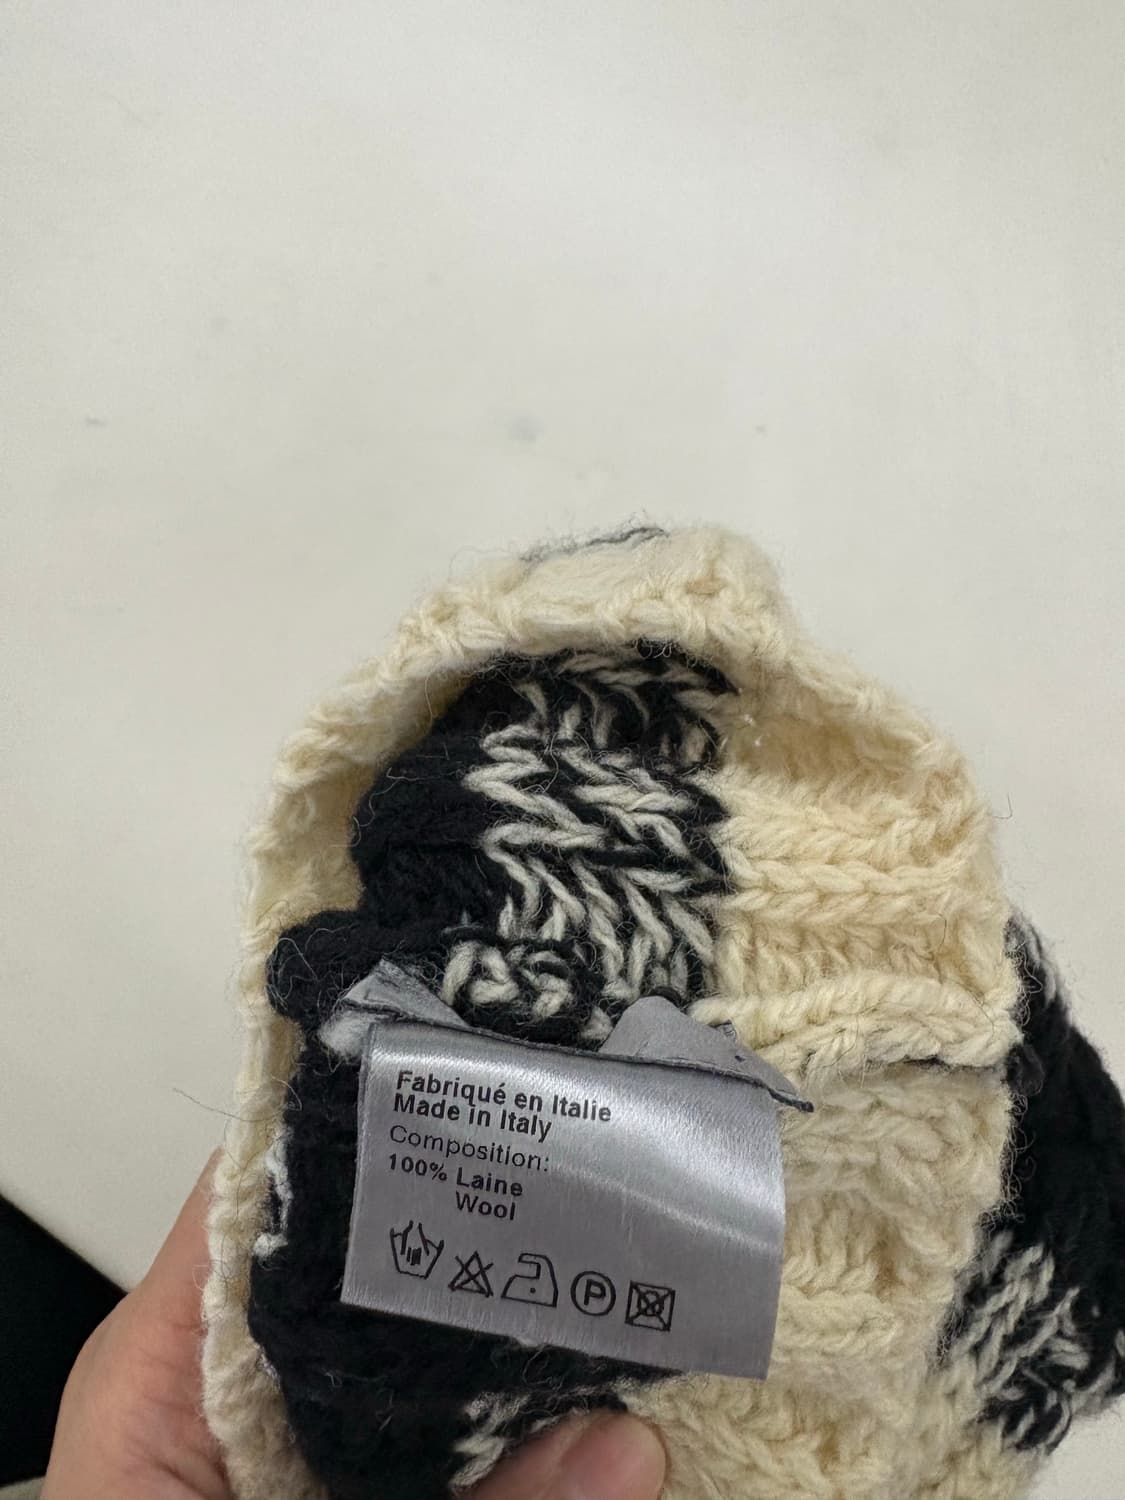 Fabriqué en Italie
Made in Italy
Composition:
100% Laine
Wool
P